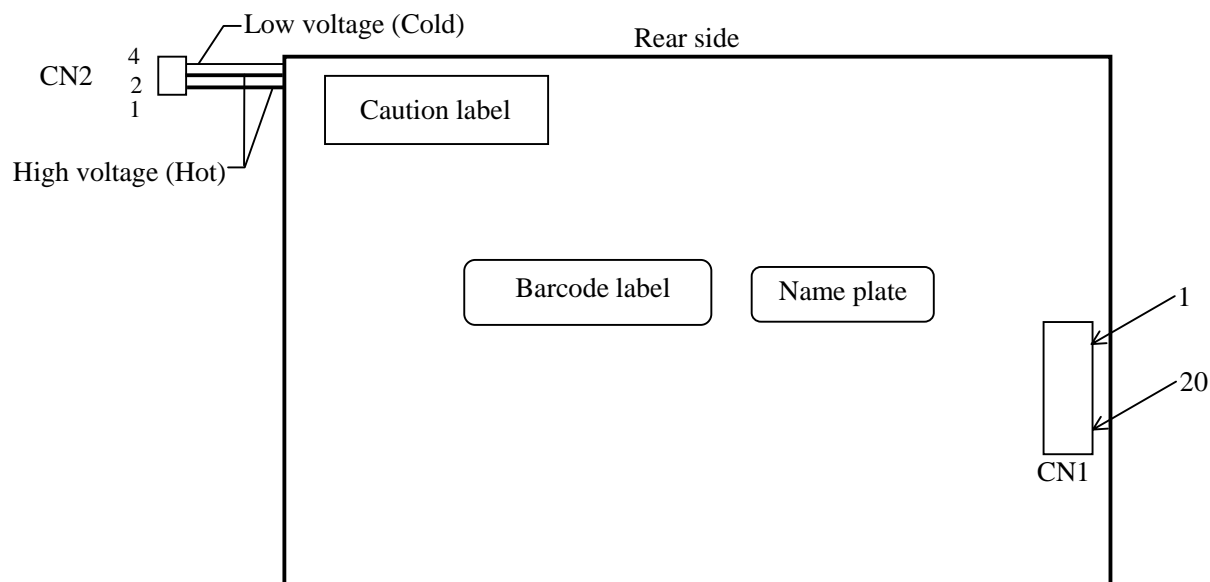 Low voltage (Cold)
Rear side
4
CN2
2
1
Caution label
High voltage (Hot)
Barcode label
Name plate
1
20
CN1